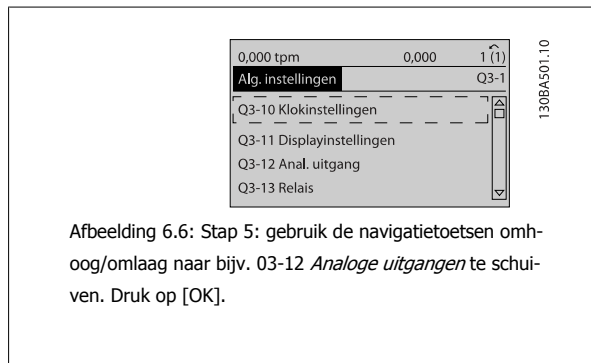 0,000 tpm 0,000 1 (1)
Alg. instellingen Q3-1
Q3-10 Klokinstellingen
Q3-11 Displayinstellingen
Q3-12 Anal. uitgang
Q3-13 Relais
130BA501.10
Afbeelding 6.6: Stap 5: gebruik de navigatietoetsen omh-
oog/omlaag naar bijv. 03-12 Analoge uitgangen te schui-
ven. Druk op [OK].